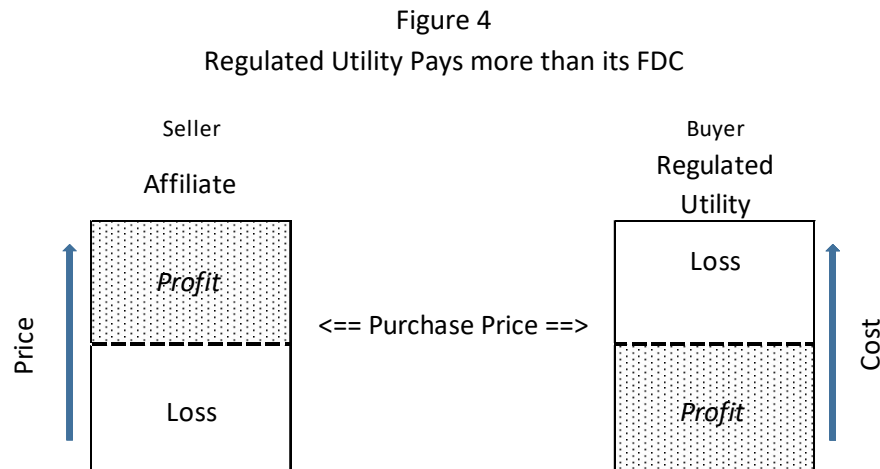 Figure 4
Regulated Utility Pays more than its FDC
Seller
Buyer
Affiliate
Regulated
Utility
Profit
Loss
<== Purchase Price ==>
Loss
Profit
Price
Cost